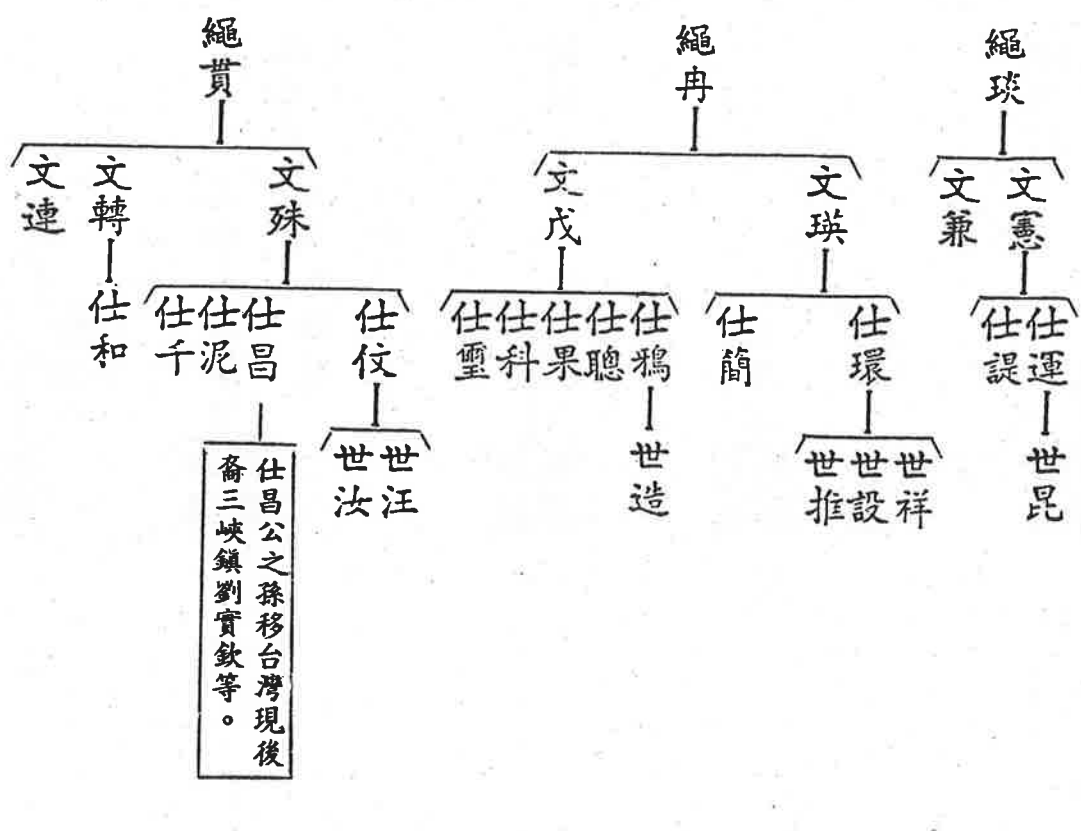 繩琰
文憲
文兼
仕運
仕諟
世昆
繩冉
文瑛
文戊
仕環
仕簡
世祥
世設
世推
仕鴉
仕聰
仕果
仕科
仕璽
世造
繩貫
文殊
文轉
文連
仕伩
仕昌
仕泥
仕千
仕和
世汪
世汝
仕昌公之孫移台灣現後
裔三峽鎮劉實欽等。